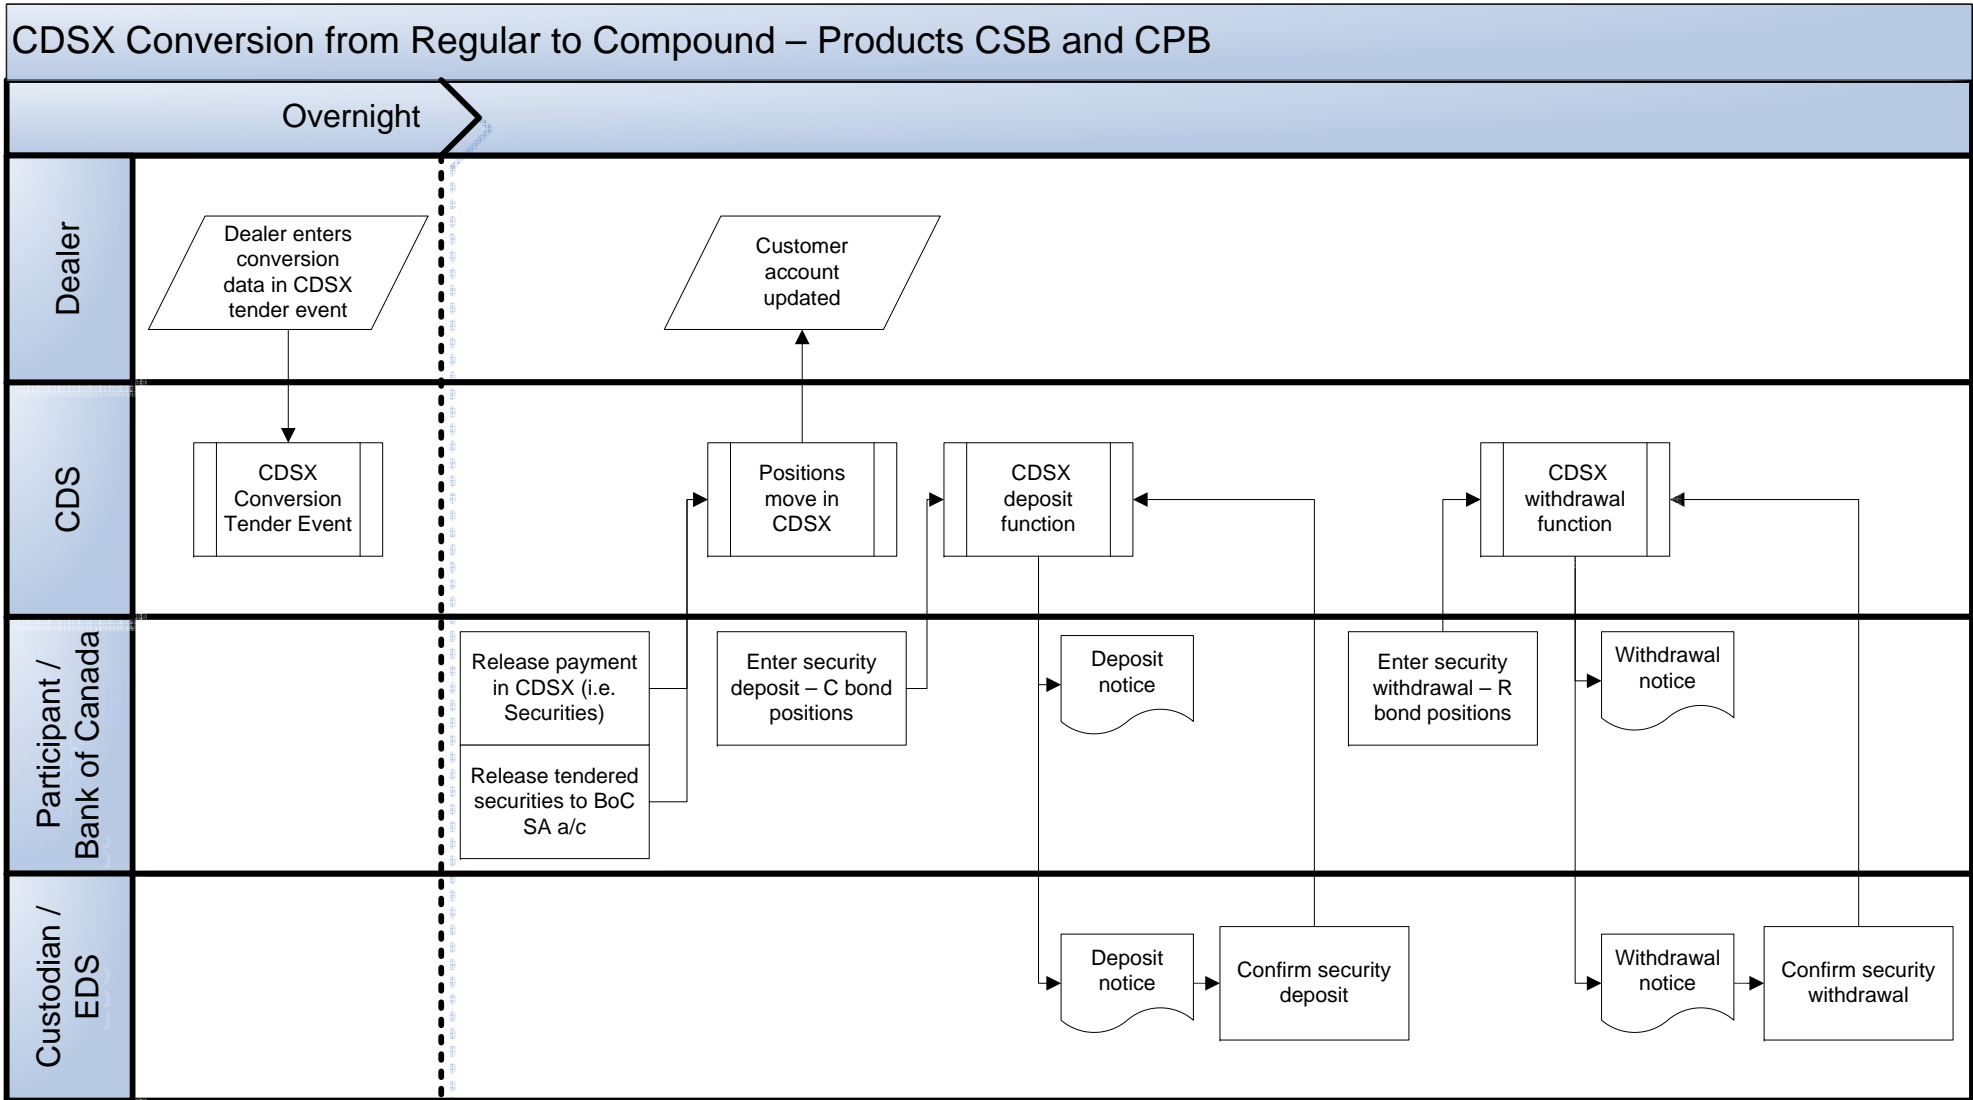 CDSX Conversion from Regular to Compound – Products CSB and CPB
Overnight
Dealer
Dealer enters
conversion
data in CDSX
tender event
Customer
account
updated
CDS
CDSX
Conversion
Tender Event
Positions
move in
CDSX
CDSX
deposit
function
CDSX
withdrawal
function
Participant /
Bank of Canada
Release payment
in CDSX (i.e.
Securities)
Release tendered
securities to BoC
SA a/c
Enter security
deposit – C bond
positions
Deposit
notice
Enter security
withdrawal – R
bond positions
Withdrawal
notice
Custodian /
EDS
Deposit
notice
Confirm security
deposit
Withdrawal
notice
Confirm security
withdrawal